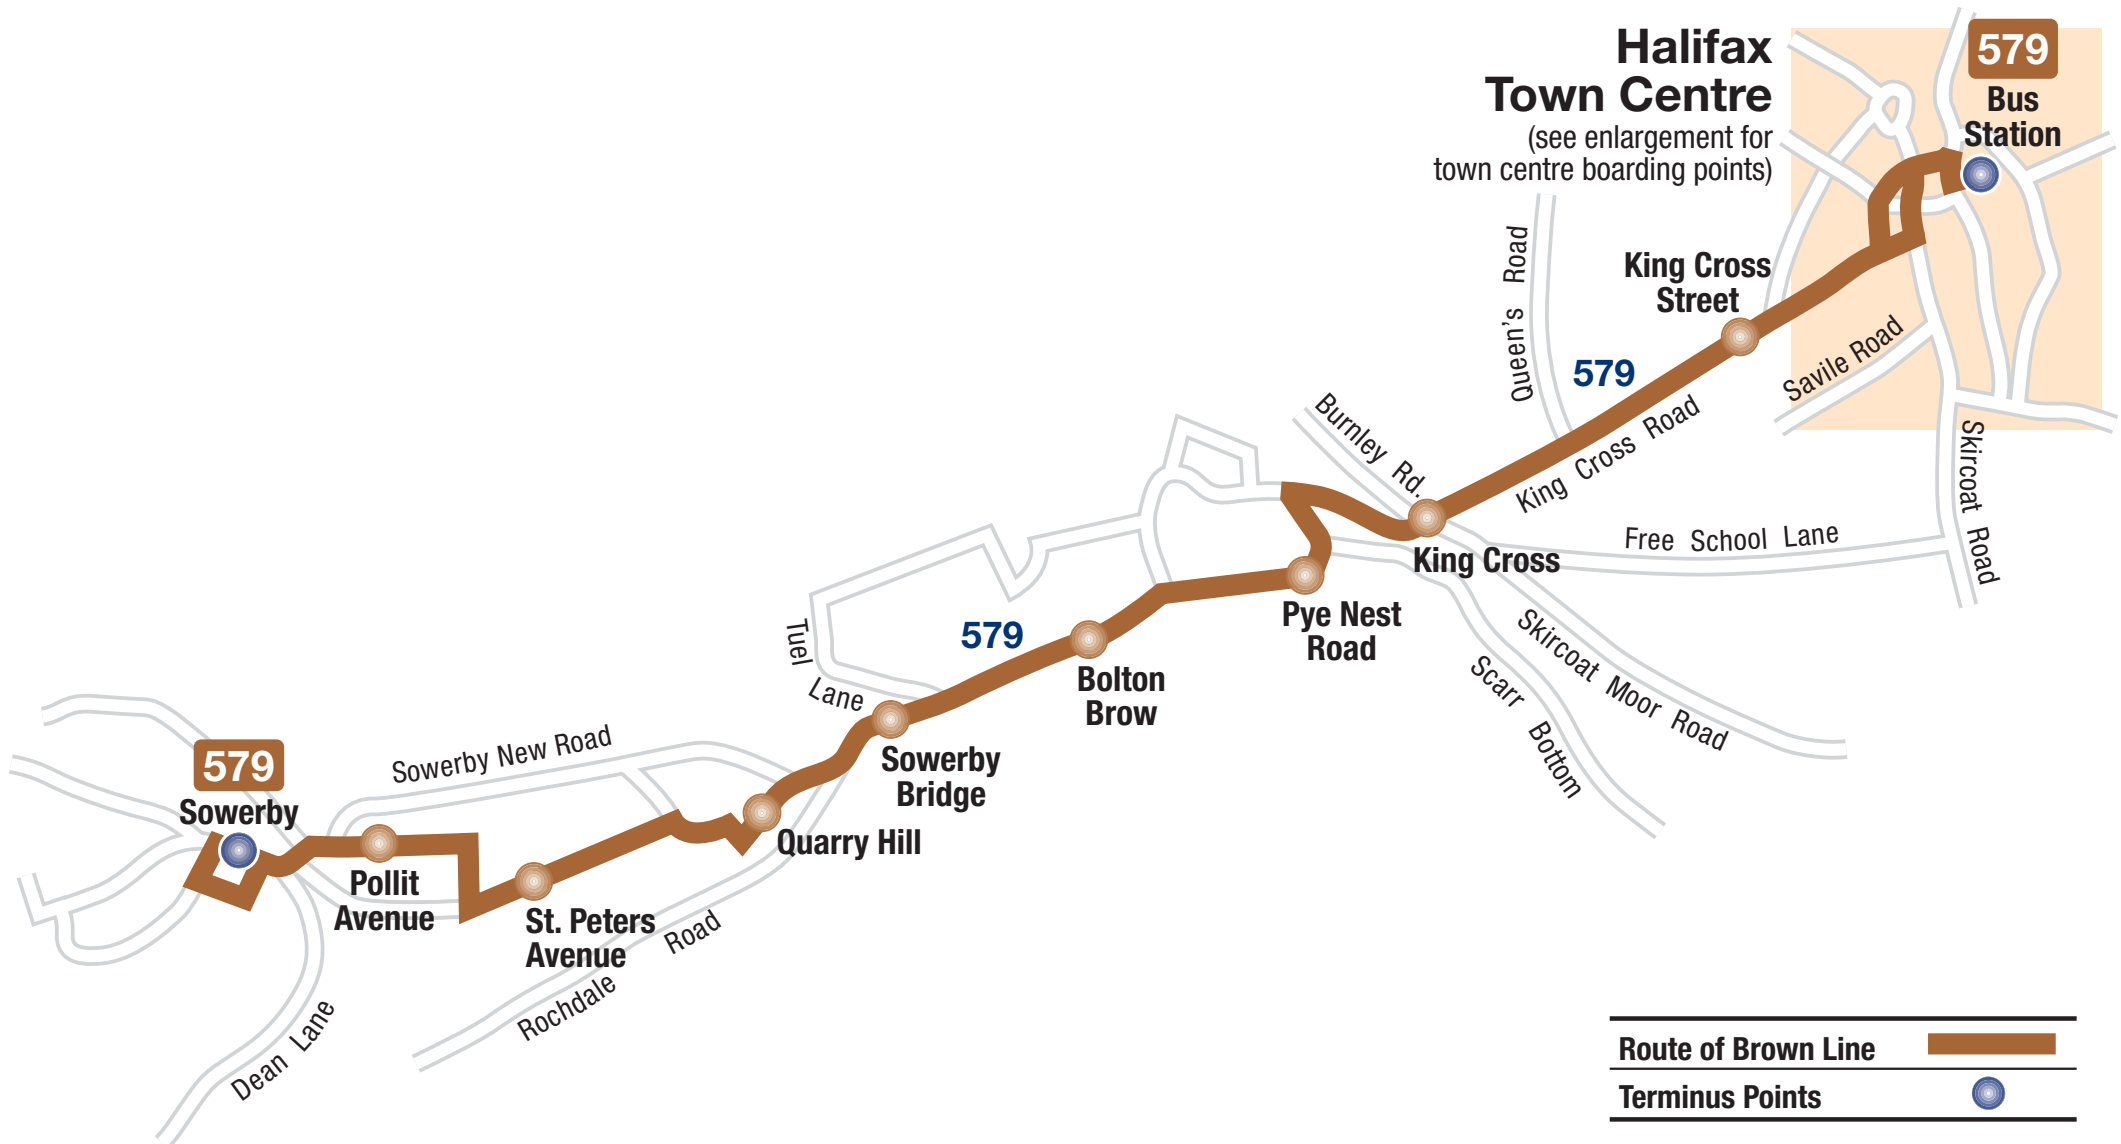 Halifax
Town Centre
(see enlargement for
town centre boarding points)
579
Bus
Station
King Cross
Street
Queen's Road
579
Savile Road
King Cross Road
Burnley Rd.
Skircoat Road
Free School Lane
King Cross
Pye Nest
Road
Skircoat Moor Road
Scarr Bottom
Tuel
Lane
579
Bolton
Brow
Sowerby
Bridge
Sowerby New Road
579
Sowerby
Quarry Hill
Pollit
Avenue
St. Peters
Avenue
Rochdale Road
Dean Lane
Route of Brown Line
Terminus Points